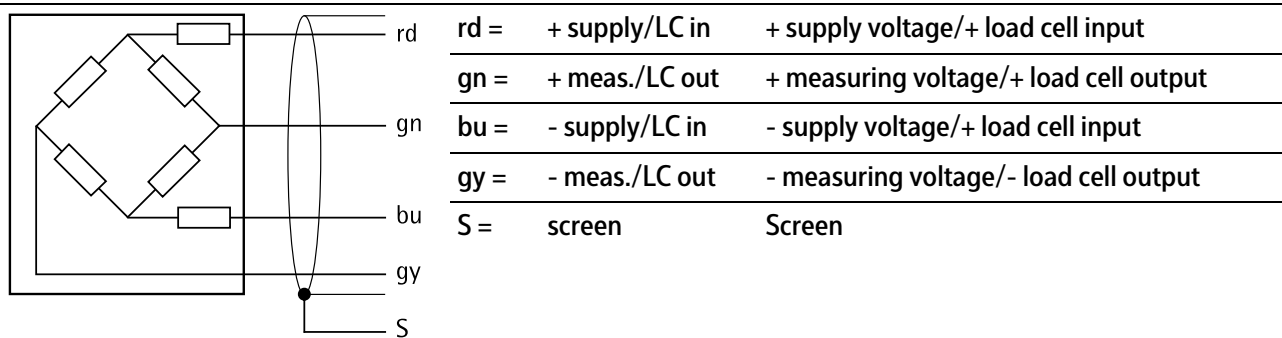 rd
gn
bu
gy
S
rd = + supply/LC in + supply voltage/+ load cell input
gn = + meas./LC out + measuring voltage/+ load cell output
bu = - supply/LC in - supply voltage/+ load cell input
gy = - meas./LC out - measuring voltage/- load cell output
S = screen Screen